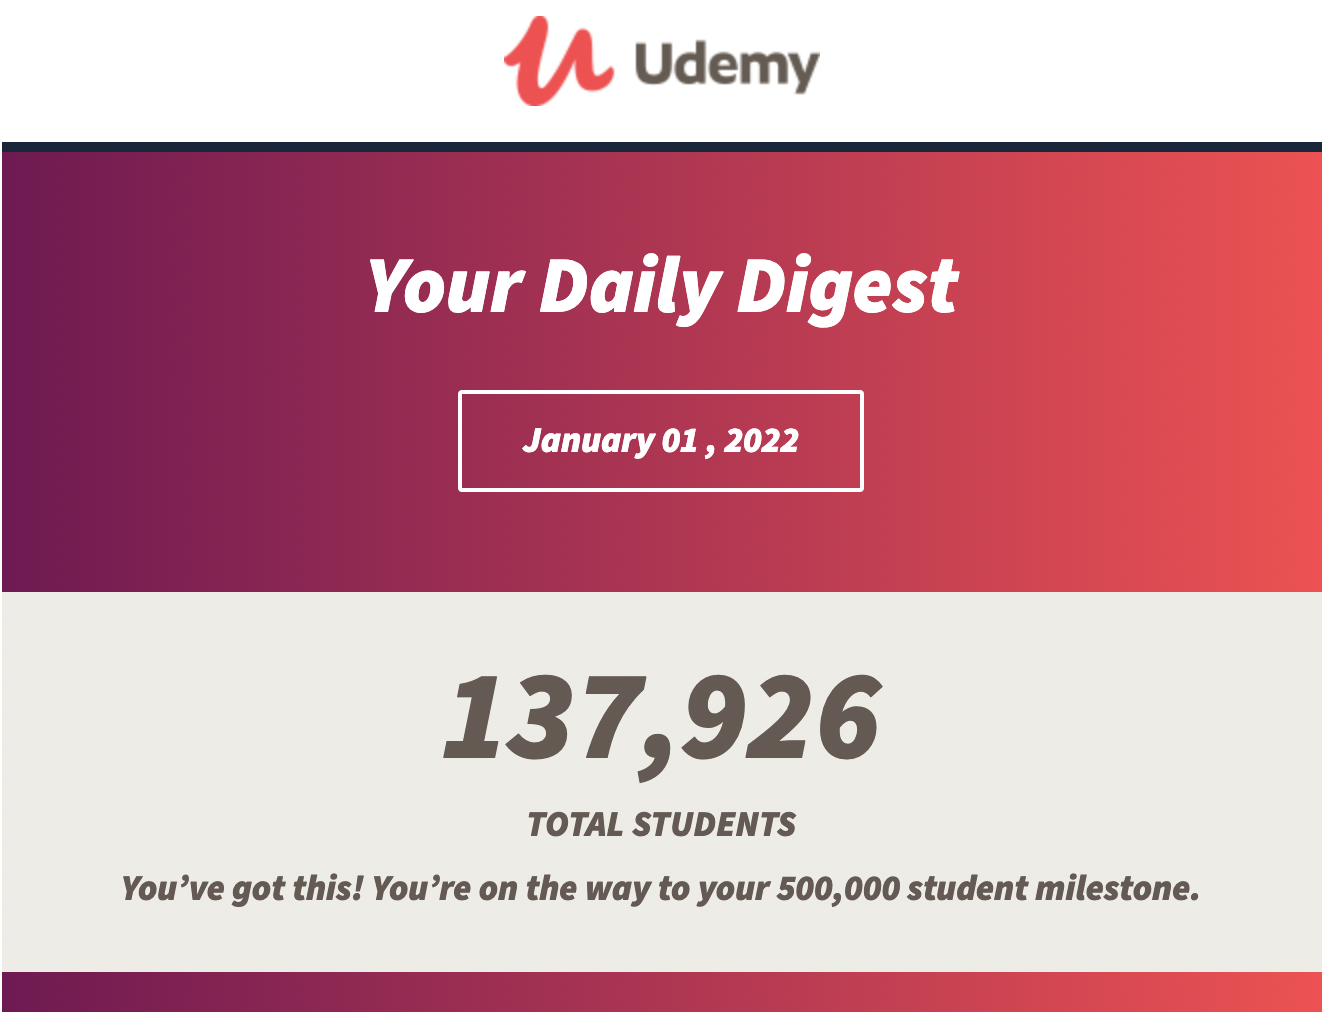 Udemy
Your Daily Digest
January 01 , 2022
137,926
TOTAL STUDENTS
You’ve got this! You’re on the way to your 500,000 student milestone.